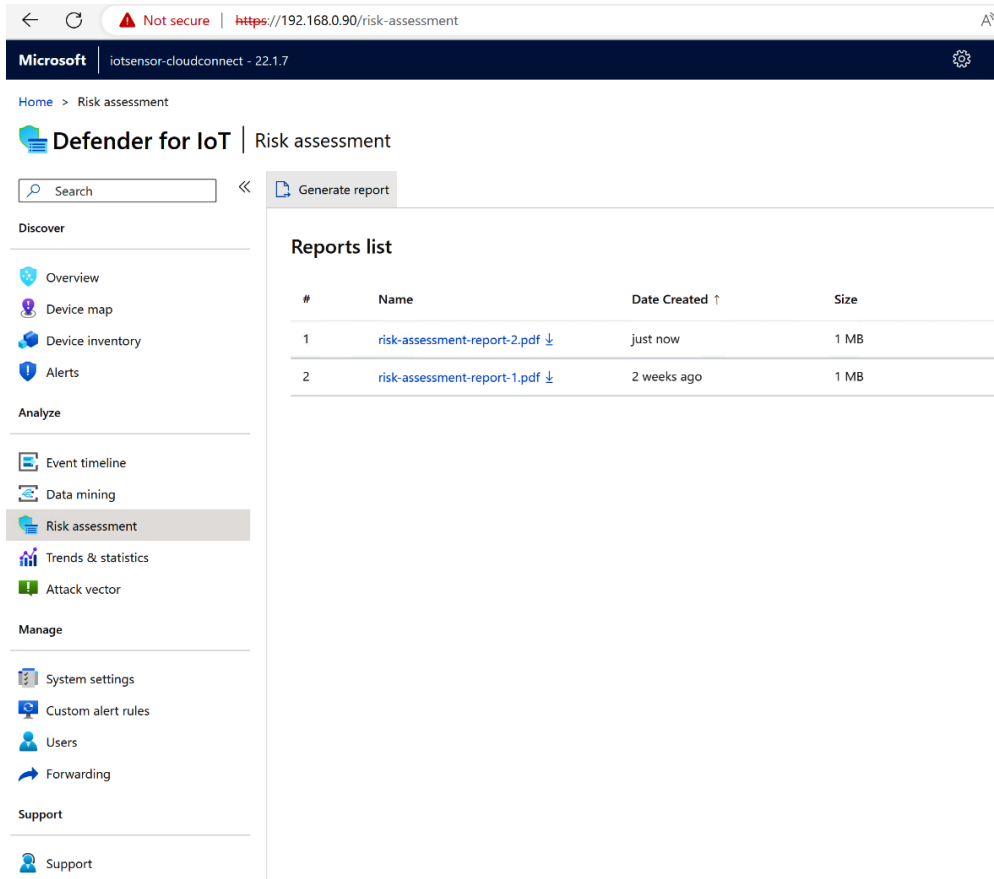 Not secure | https://192.168.0.90/risk-assessment A
Microsoft iotsensor-cloudconnect - 22.1.7
Home > Risk assessment
Defender for IoT | Risk assessment
Search
Generate report
Discover
Overview
Device map
Device inventory
Alerts
Analyze
Event timeline
Data mining
Risk assessment
Trends & statistics
Attack vector
Manage
System settings
Custom alert rules
Users
Forwarding
Support
Support
Reports list
# Name Date Created ↑ Size
1 risk-assessment-report-2.pdf just now 1 MB
2 risk-assessment-report-1.pdf 2 weeks ago 1 MB